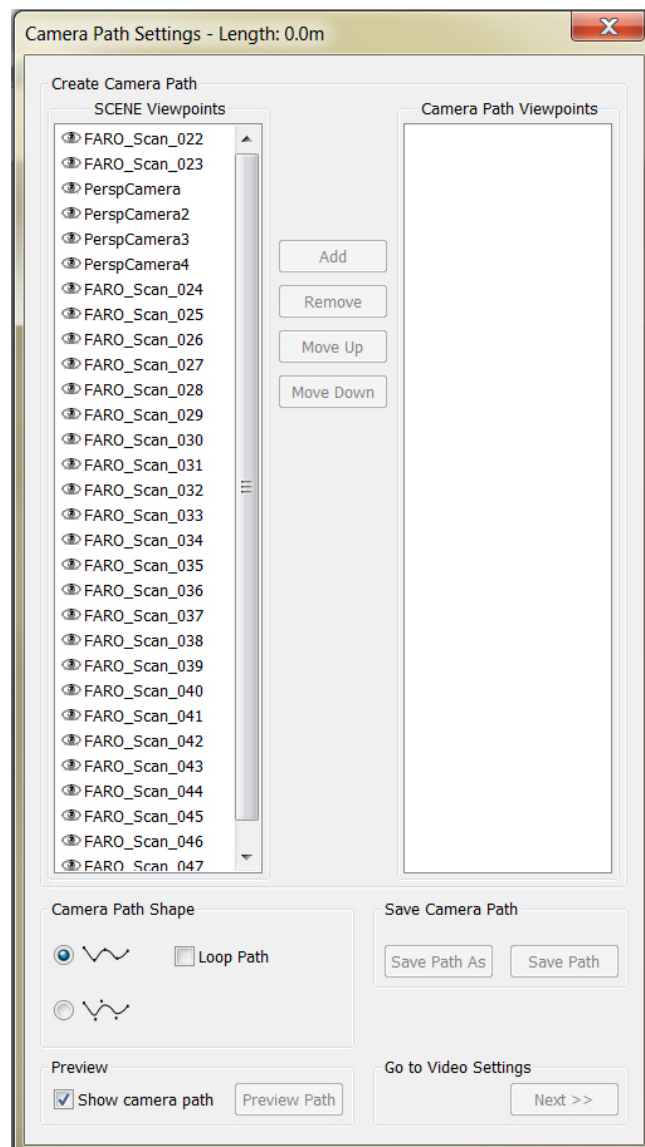 Camera Path Settings - Length: 0.0m
Create Camera Path
SCENE Viewpoints
FARO_Scan_022
FARO_Scan_023
PerspCamera
PerspCamera2
PerspCamera3
PerspCamera4
FARO_Scan_024
FARO_Scan_025
FARO_Scan_026
FARO_Scan_027
FARO_Scan_028
FARO_Scan_029
FARO_Scan_030
FARO_Scan_031
FARO_Scan_032
FARO_Scan_033
FARO_Scan_034
FARO_Scan_035
FARO_Scan_036
FARO_Scan_037
FARO_Scan_038
FARO_Scan_039
FARO_Scan_040
FARO_Scan_041
FARO_Scan_042
FARO_Scan_043
FARO_Scan_044
FARO_Scan_045
FARO_Scan_046
FARO_Scan_047
Add
Remove
Move Up
Move Down
Camera Path Viewpoints
Camera Path Shape
Loop Path
Save Camera Path
Save Path As
Save Path
Preview
Show camera path
Preview Path
Go to Video Settings
Next >>